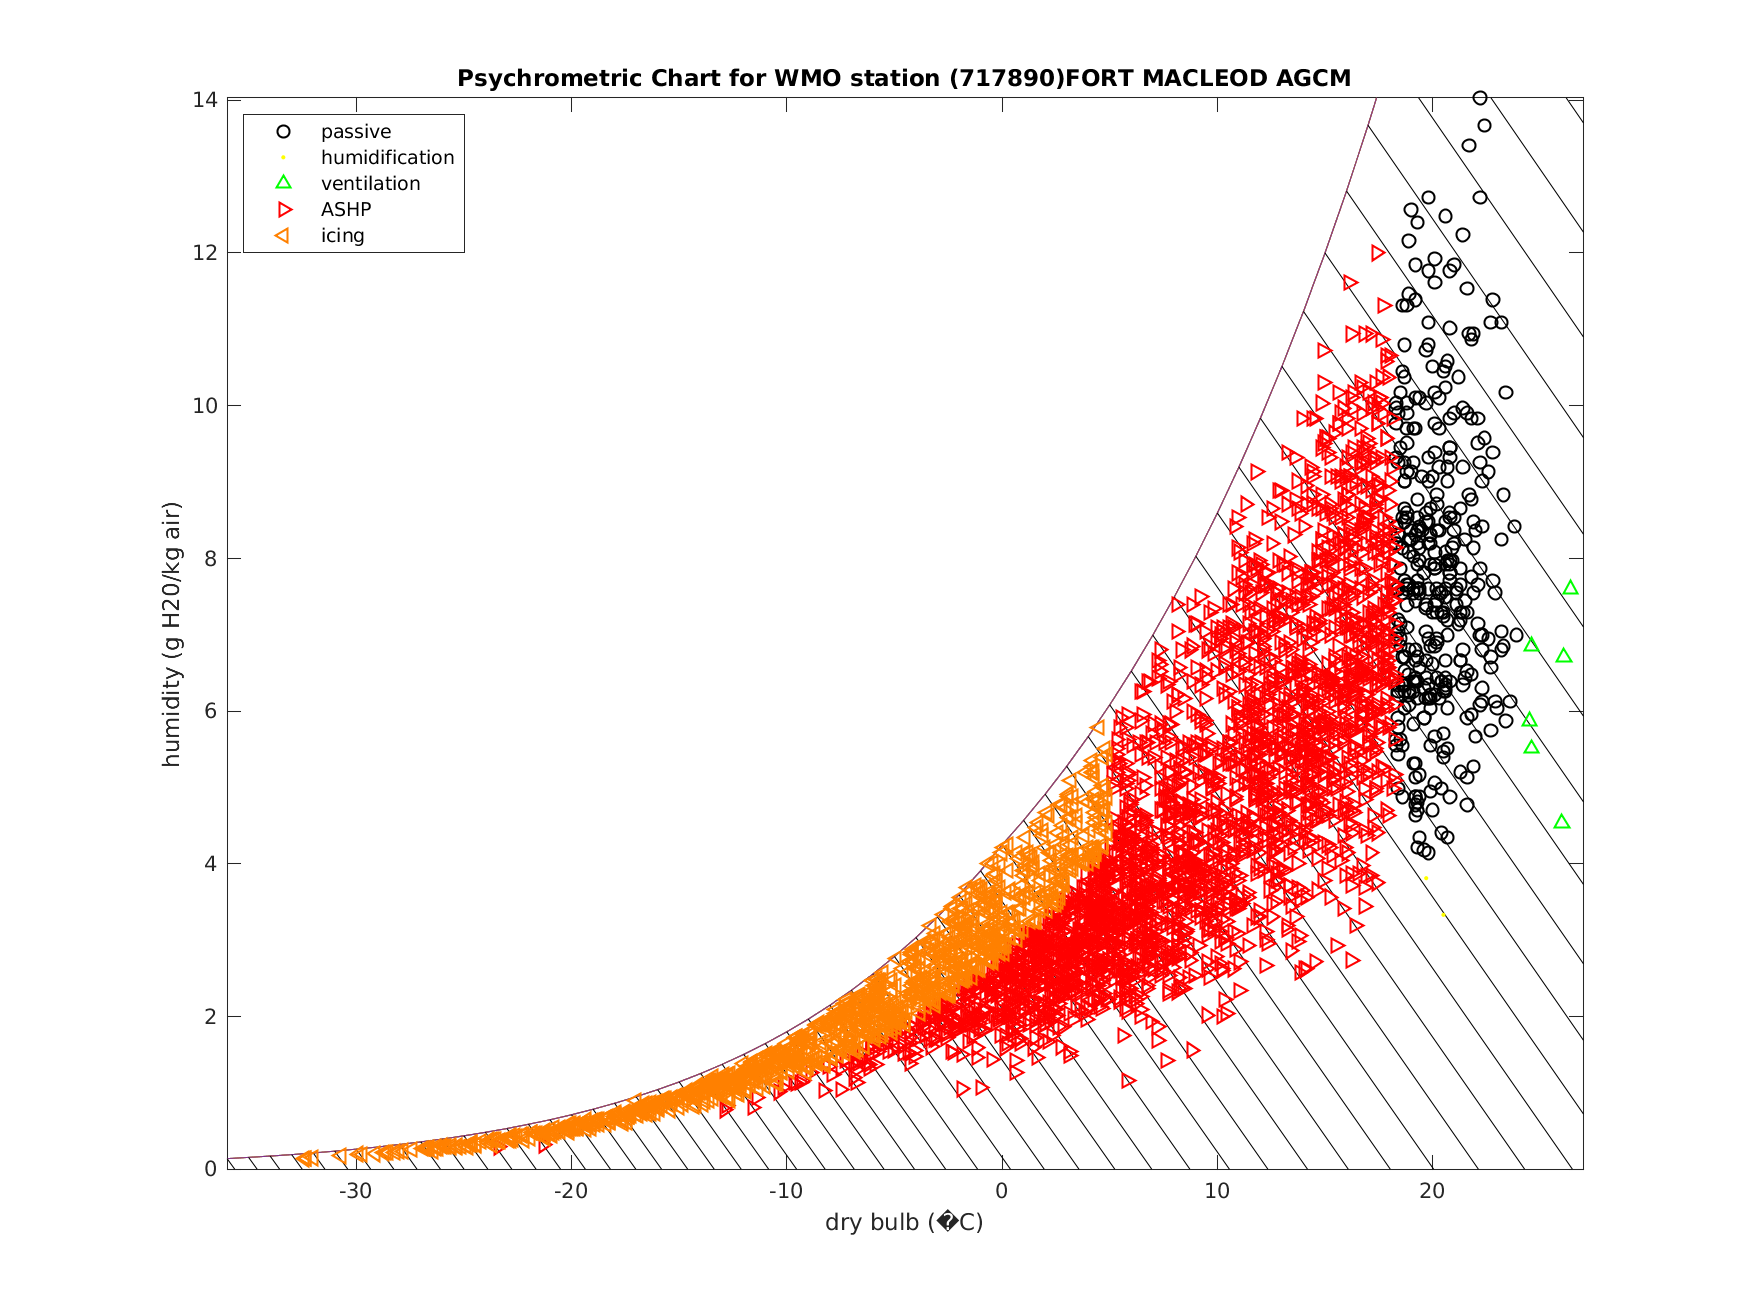 Psychrometric Chart for WMO station (717890)FORT MACLEOD AGCM
14
12
10
8
6
4
2
0
humidity (g H20/kg air)
passive
humidification
ventilation
ASHP
icing
-30 -20 -10 0 10 20
dry bulb (�C)